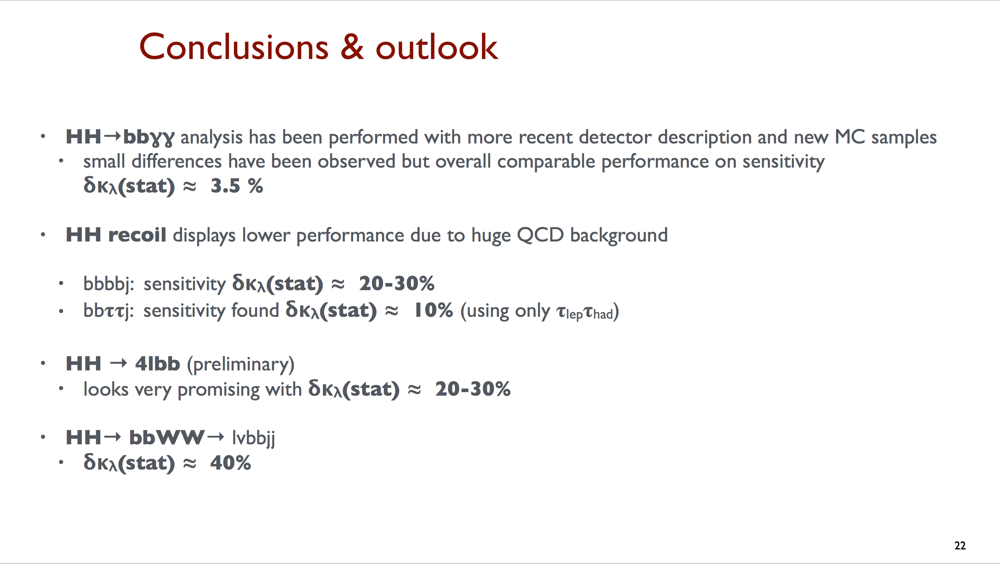 Conclusions & outlook
• HH→bbɣɣ analysis has been performed with more recent detector description and new MC samples
• small differences have been observed but overall comparable performance on sensitivity
δκλ(stat) ≈ 3.5 %
• HH recoil displays lower performance due to huge QCD background
• bbbbj: sensitivity δκλ(stat) ≈ 20-30%
• bbττj: sensitivity found δκλ(stat) ≈ 10% (using only τlepτhad)
• HH → 4lbb (preliminary)
• looks very promising with δκλ(stat) ≈ 20-30%
• HH→ bbWW→ lvbbjj
• δκλ(stat) ≈ 40%
22